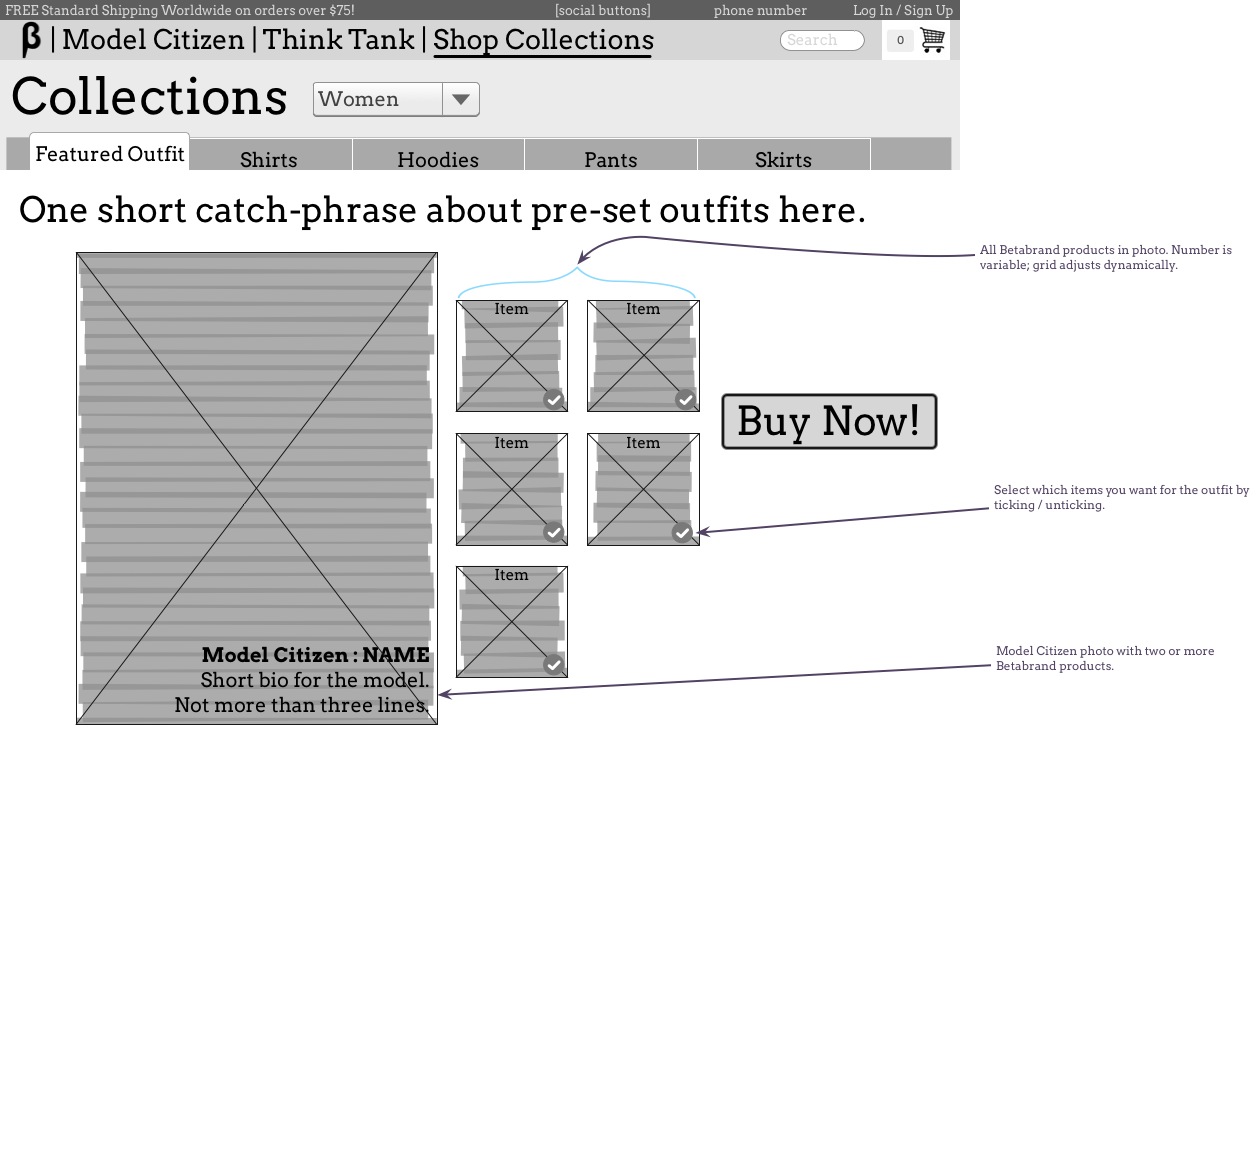 FREE Standard Shipping Worldwide on orders over $75! [social buttons] phone number Log In / Sign Up
β | Model Citizen | Think Tank | Shop Collections Search 0
Collections Women
Featured Outfit Shirts Hoodies Pants Skirts
One short catch-phrase about pre-set outfits here.
All Betabrand products in photo. Number is
variable; grid adjusts dynamically.
Item Item
Buy Now!
Item Item
Select which items you want for the outfit by
ticking / unticking.
Item
Model Citizen : NAME
Short bio for the model.
Not more than three lines.
Model Citizen photo with two or more
Betabrand products.